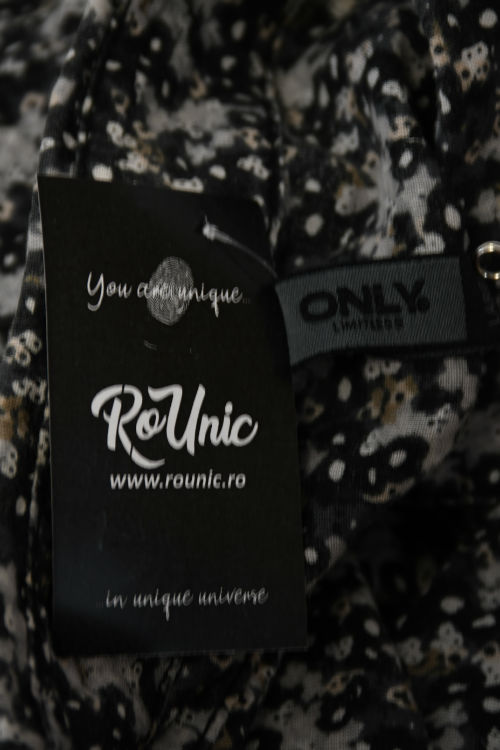 You are unique
RoUnic
www.rounic.ro
in unique universe
ONLY.
LIMITLESS